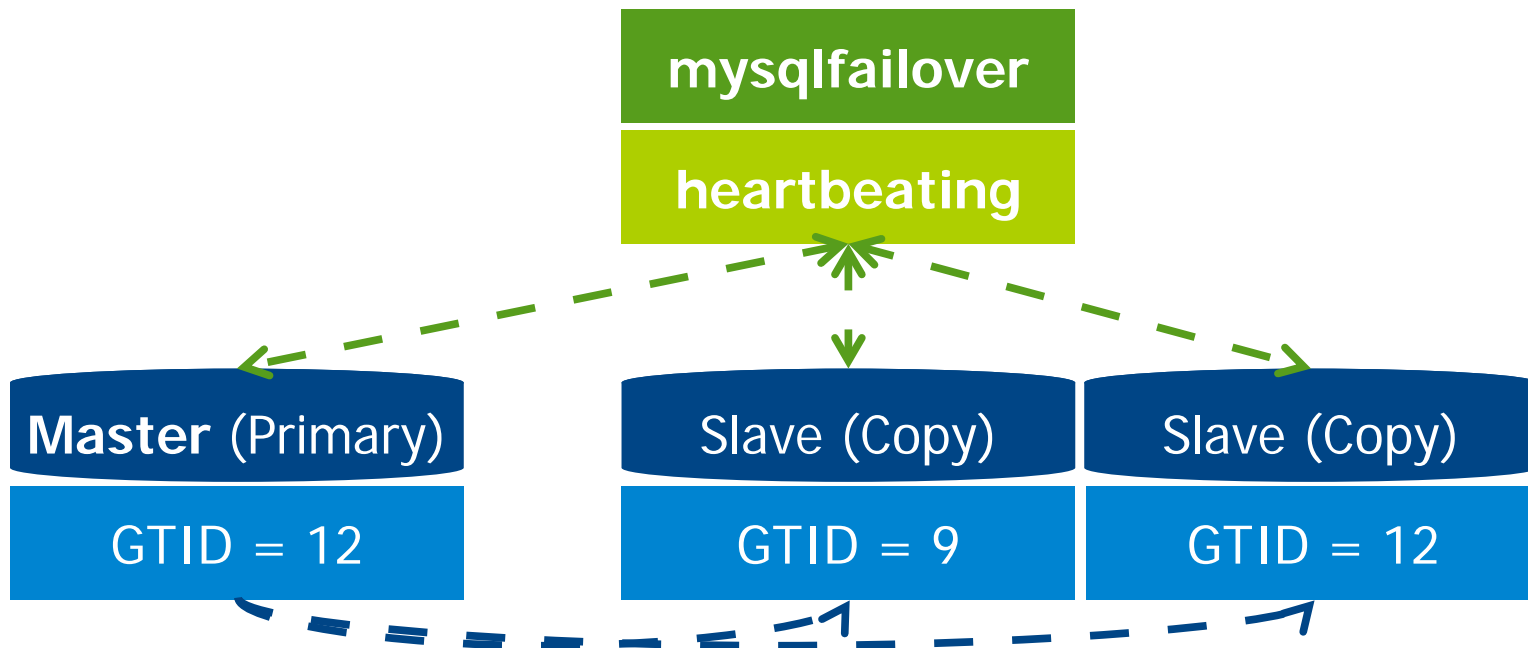 mysqlfailover
heartbeating
Master (Primary)
Slave (Copy)
Slave (Copy)
GTID = 12
GTID = 9
GTID = 12